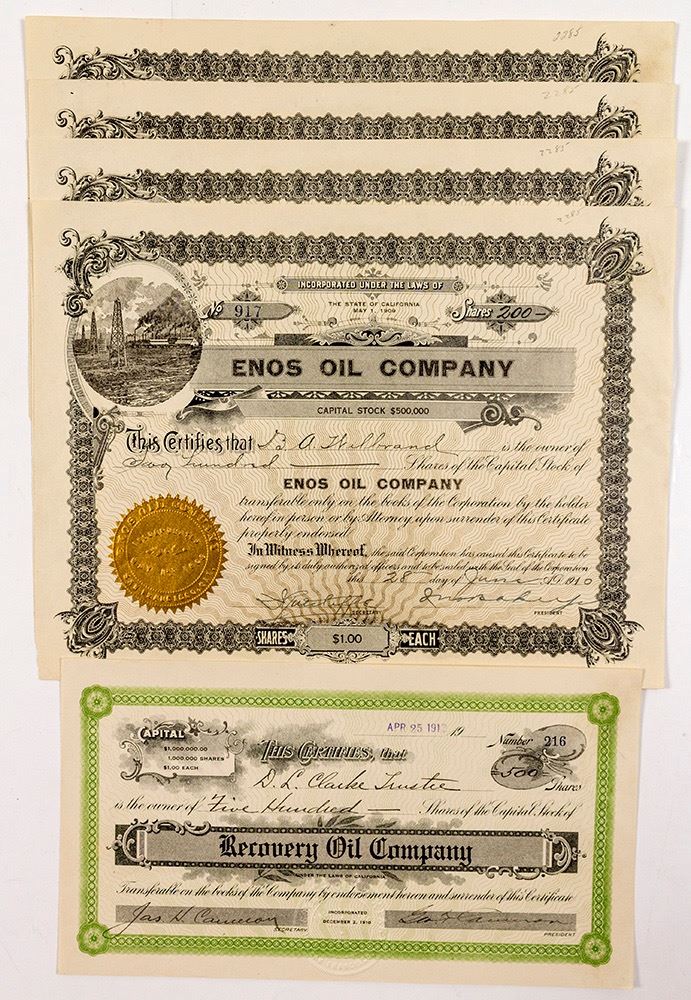 2285
2285
2285
2285
INCORPORATED UNDER THE LAWS OF
THE STATE OF CALIFORNIA
MAY 1, 1909
No 917
Shares 200—
ENOS OIL COMPANY
CAPITAL STOCK $500,000
This Certifies that B. A. is the owner of
Two Hundred Shares of the Capital Stock of
ENOS OIL COMPANY
transferable only on the books of the Corporation by the holder
hereof in person or by Attorney upon surrender of this Certificate
properly endorsed.
In Witness Whereof, the said Corporation has caused this Certificate to be
signed by its duly authorized officers and to be sealed with the Seal of the Corporation
this 28 day of June A.D. 1910
SECRETARY
PRESIDENT
SHARES $1.00 EACH
APR 25 191 19
CAPITAL
$1,000,000.00
1,000,000 SHARES
$1.00 EACH
Number 216
This Certifies, that
500 Shares
D. L. Clarke Trustee
is the owner of Five Hundred — Shares of the Capital Stock of
Recovery Oil Company
UNDER THE LAWS OF CALIFORNIA
Transferable on the books of the Company by endorsement hereon and surrender of this Certificate
Jas H Cameron
SECRETARY
INCORPORATED
DECEMBER 2, 1910
Cameron
PRESIDENT